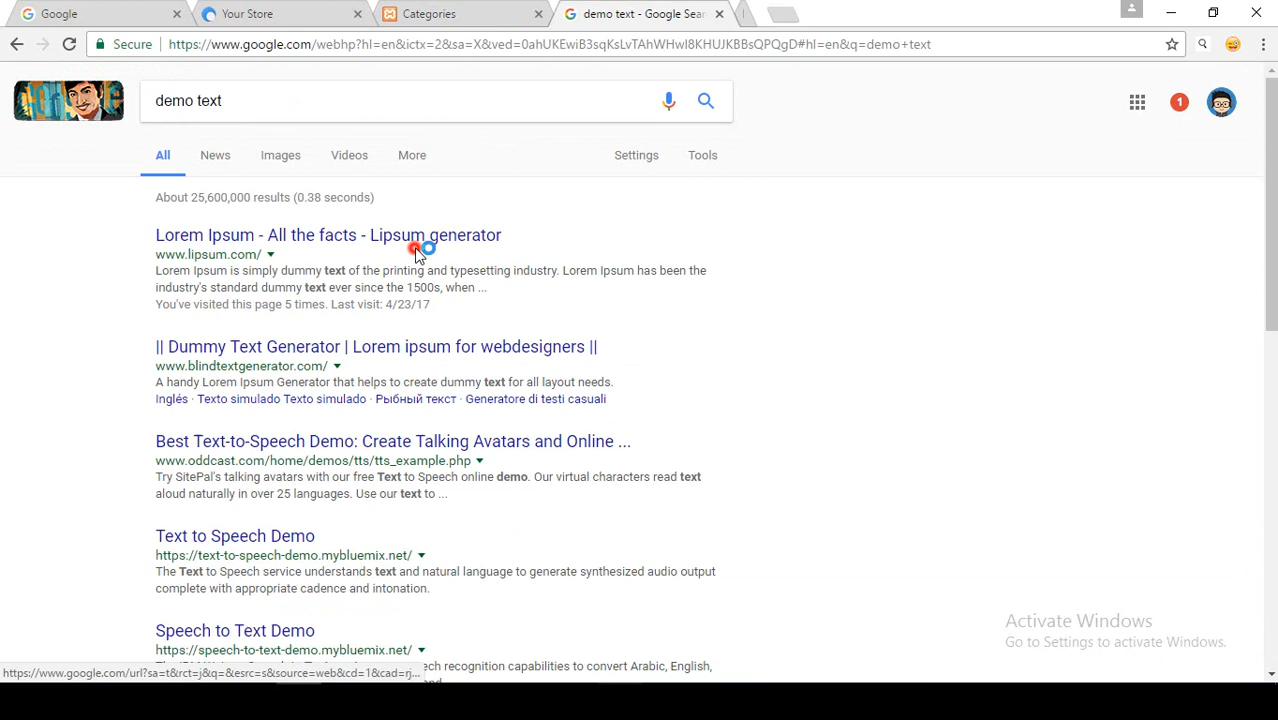 Google
Your Store
Categories
demo text - Google Sear
Secure
https://www.google.com/webhp?hl=en&ictx=2&sa=X&ved=0ahUKEwiB3sqKsLvTAhWHwI8KHUJKBBsQPQgD#hl=en&q=demo+text
demo text
1
All News Images Videos More Settings Tools
About 25,600,000 results (0.38 seconds)
Lorem Ipsum - All the facts - Lipsum generator
www.lipsum.com/
Lorem Ipsum is simply dummy text of the printing and typesetting industry. Lorem Ipsum has been the
industry's standard dummy text ever since the 1500s, when ...
You've visited this page 5 times. Last visit: 4/23/17
|| Dummy Text Generator | Lorem ipsum for webdesigners ||
www.blindtextgenerator.com/
A handy Lorem Ipsum Generator that helps to create dummy text for all layout needs.
Inglés · Texto simulado Texto simulado · Рыбный текст · Generatore di testi casuali
Best Text-to-Speech Demo: Create Talking Avatars and Online ...
www.oddcast.com/home/demos/tts/tts_example.php
Try SitePal's talking avatars with our free Text to Speech online demo. Our virtual characters read text
aloud naturally in over 25 languages. Use our text to ...
Text to Speech Demo
https://text-to-speech-demo.mybluemix.net/
The Text to Speech service understands text and natural language to generate synthesized audio output
complete with appropriate cadence and intonation.
Speech to Text Demo
https://speech-to-text-demo.mybluemix.net/
ech recognition capabilities to convert Arabic, English,
https://www.google.com/url?sa=t&rct=j&q=&esrc=s&source=web&cd=1&cad=rj...
Activate Windows
Go to Settings to activate Windows.